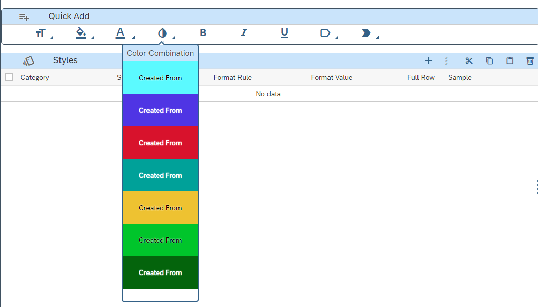 Quick Add
A B I U
Styles
Color Combination
Category S Format Rule Format Value Full Row Sample
No data
Created From
Created From
Created From
Created From
Created From
Created From
Created From